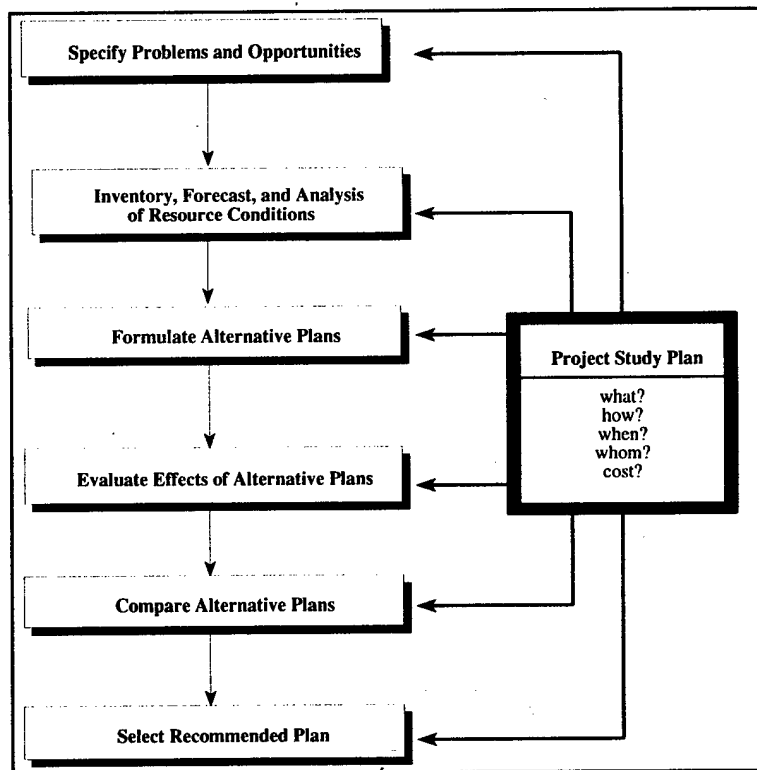 Specify Problems and Opportunities
Inventory, Forecast, and Analysis
of Resource Conditions
Formulate Alternative Plans
Evaluate Effects of Alternative Plans
Compare Alternative Plans
Select Recommended Plan
Project Study Plan
what?
how?
when?
whom?
cost?